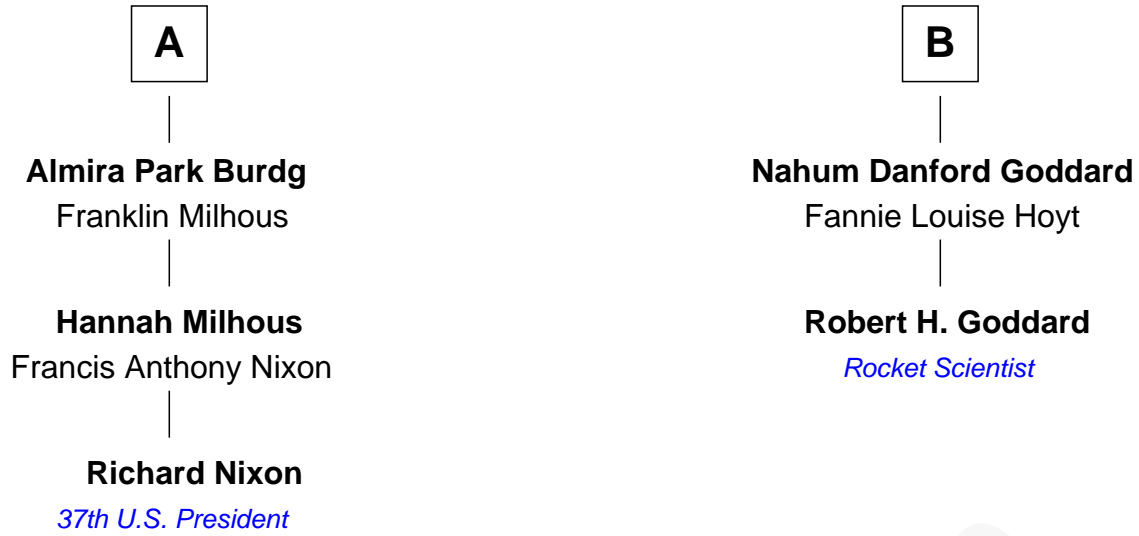 A
Almira Park Burdg
Franklin Milhous
Hannah Milhous
Francis Anthony Nixon
Richard Nixon
37th U.S. President
B
Nahum Danford Goddard
Fannie Louise Hoyt
Robert H. Goddard
Rocket Scientist